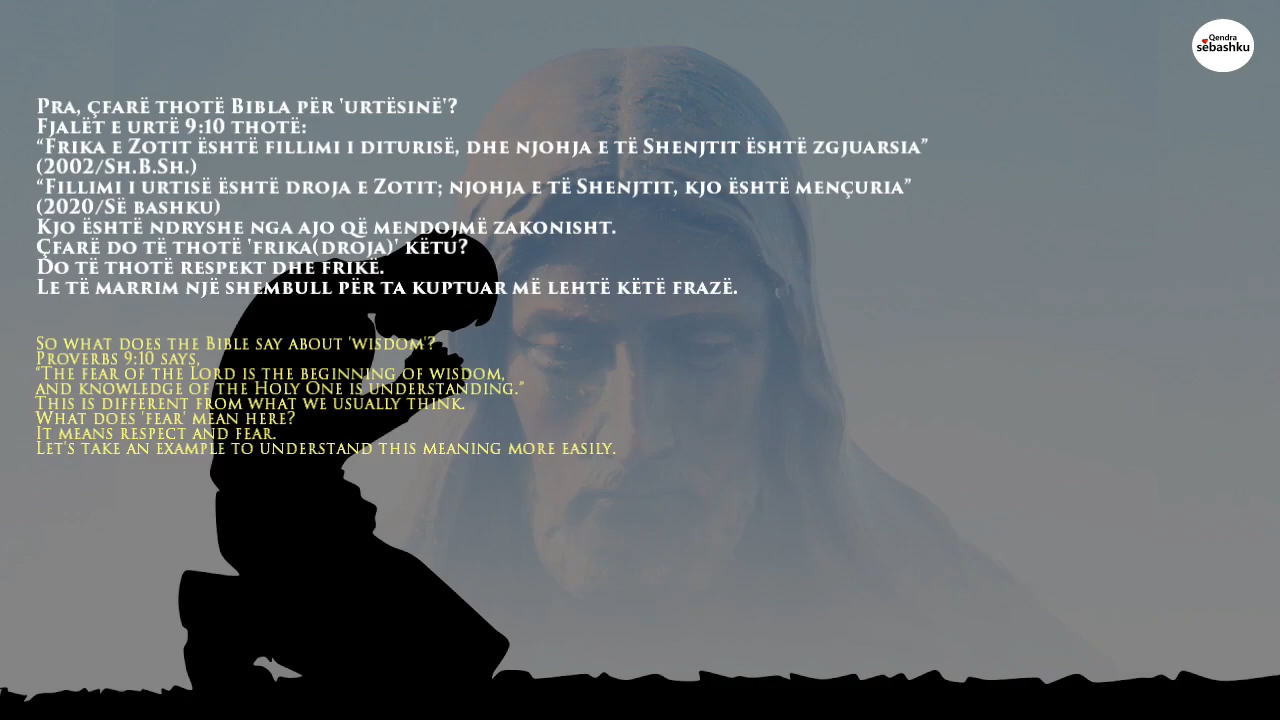 Qendra
sëbashku
Pra, çfarë thotë Bibla për 'urtësinë'?
Fjalët e urtë 9:10 thotë:
“Frika e Zotit është fillimi i diturisë, dhe njohja e të Shenjtit është zgjuarsia”
(2002/Sh.B.Sh.)
“Fillimi i urtisë është droja e Zotit; njohja e të Shenjtit, kjo është mençuria”
(2020/Së bashku)
Kjo është ndryshe nga ajo që mendojmë zakonisht.
Çfarë do të thotë 'frika(droja)' këtu?
Do të thotë respekt dhe frikë.
Le të marrim një shembull për ta kuptuar më lehtë këtë frazë.
So what does the Bible say about 'wisdom'?
Proverbs 9:10 says,
“The fear of the Lord is the beginning of wisdom,
and knowledge of the Holy One is understanding.”
This is different from what we usually think.
What does 'fear' mean here?
It means respect and fear.
Let's take an example to understand this meaning more easily.